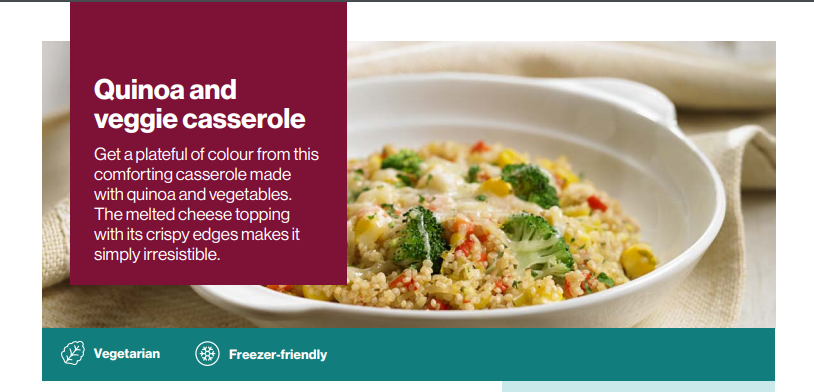 Quinoa and
veggie casserole
Get a plateful of colour from this
comforting casserole made
with quinoa and vegetables.
The melted cheese topping
with its crispy edges makes it
simply irresistible.
Vegetarian
Freezer-friendly